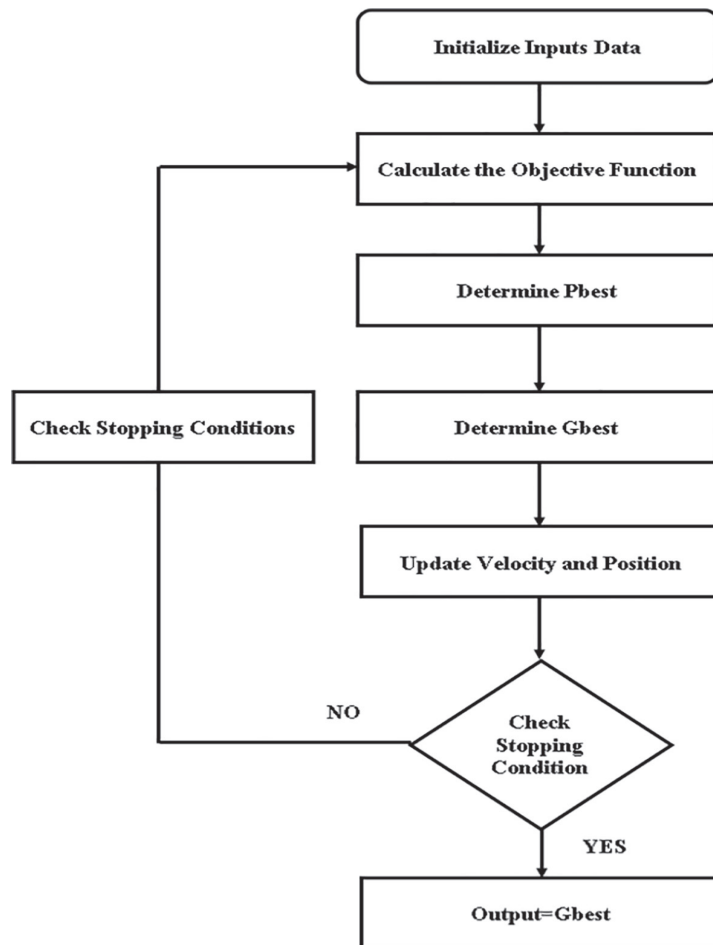 Initialize Inputs Data
Calculate the Objective Function
Determine Pbest
Check Stopping Conditions
Determine Gbest
Update Velocity and Position
NO
Check
Stopping
Condition
YES
Output=Gbest